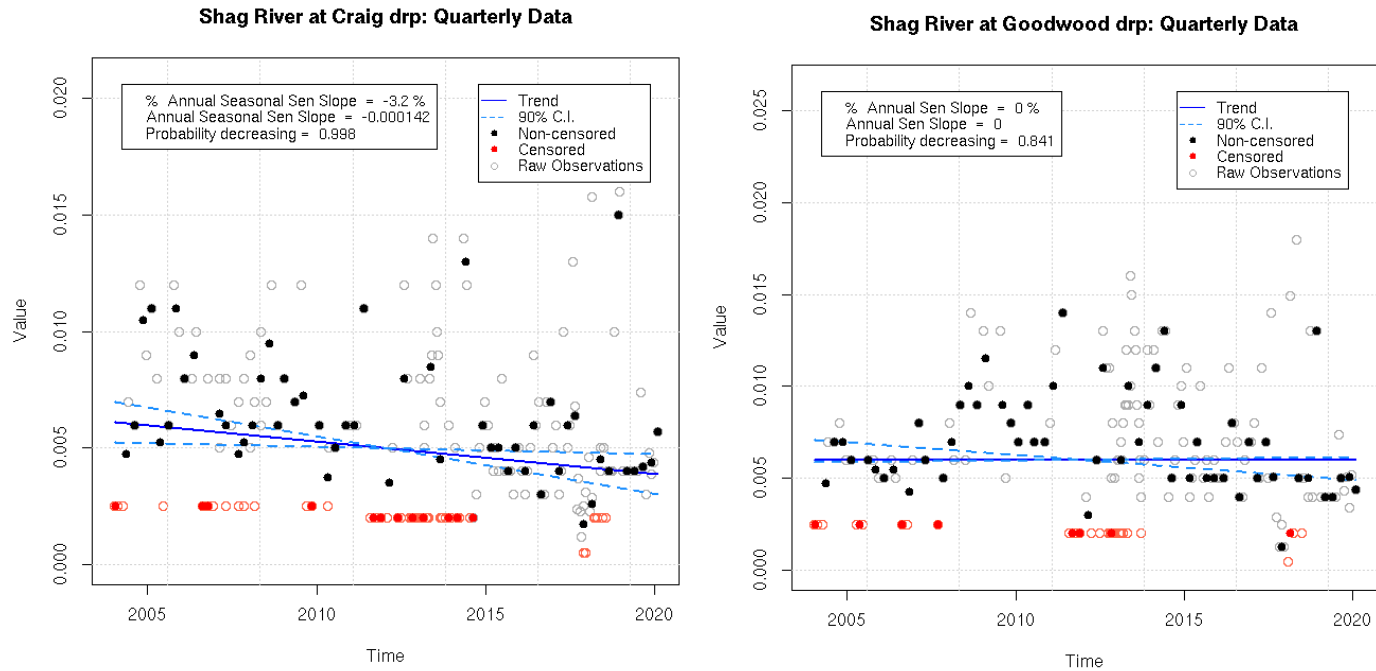 Shag River at Craig drp: Quarterly Data
% Annual Seasonal Sen Slope = -3.2 %
Annual Seasonal Sen Slope = -0.000142
Probability decreasing = 0.998
Trend
90% C.I.
Non-censored
Censored
Raw Observations
0.020
0.015
0.010
0.005
0.000
Value
2005 2010 2015 2020
Time
Shag River at Goodwood drp: Quarterly Data
% Annual Sen Slope = 0 %
Annual Sen Slope = 0
Probability decreasing = 0.841
Trend
90% C.I.
Non-censored
Censored
Raw Observations
0.025
0.020
0.015
0.010
0.005
0.000
Value
2005 2010 2015 2020
Time